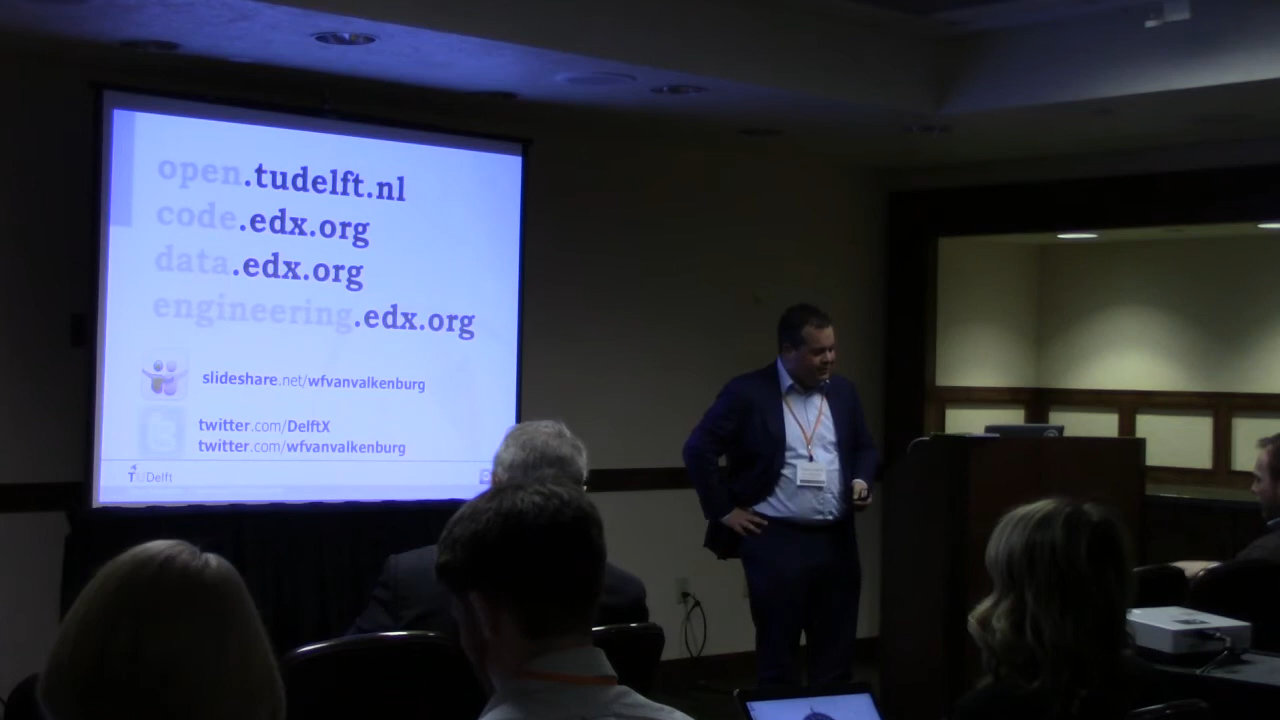 open.tudelft.nl
code.edx.org
data.edx.org
engineering.edx.org
slideshare.net/wfvanvalkenburg
twitter.com/DelftX
twitter.com/wfvanvalkenburg
TUDelft